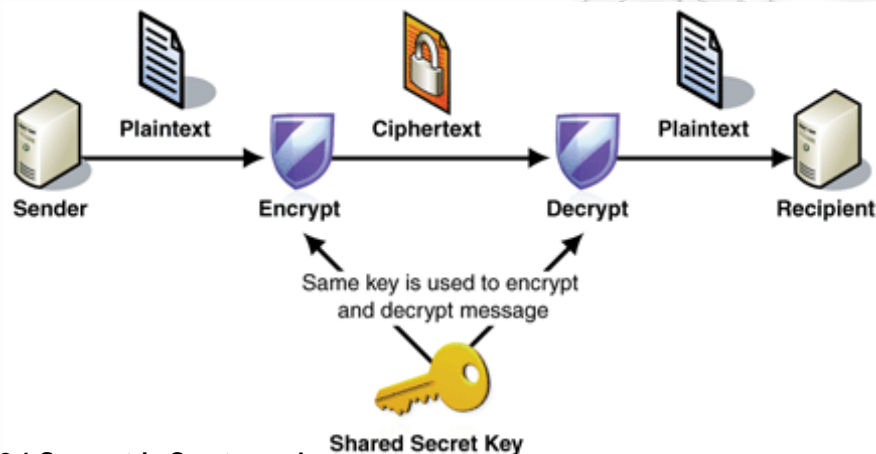 Plaintext
Ciphertext
Plaintext
Sender
Encrypt
Decrypt
Recipient
Same key is used to encrypt
and decrypt message
Shared Secret Key